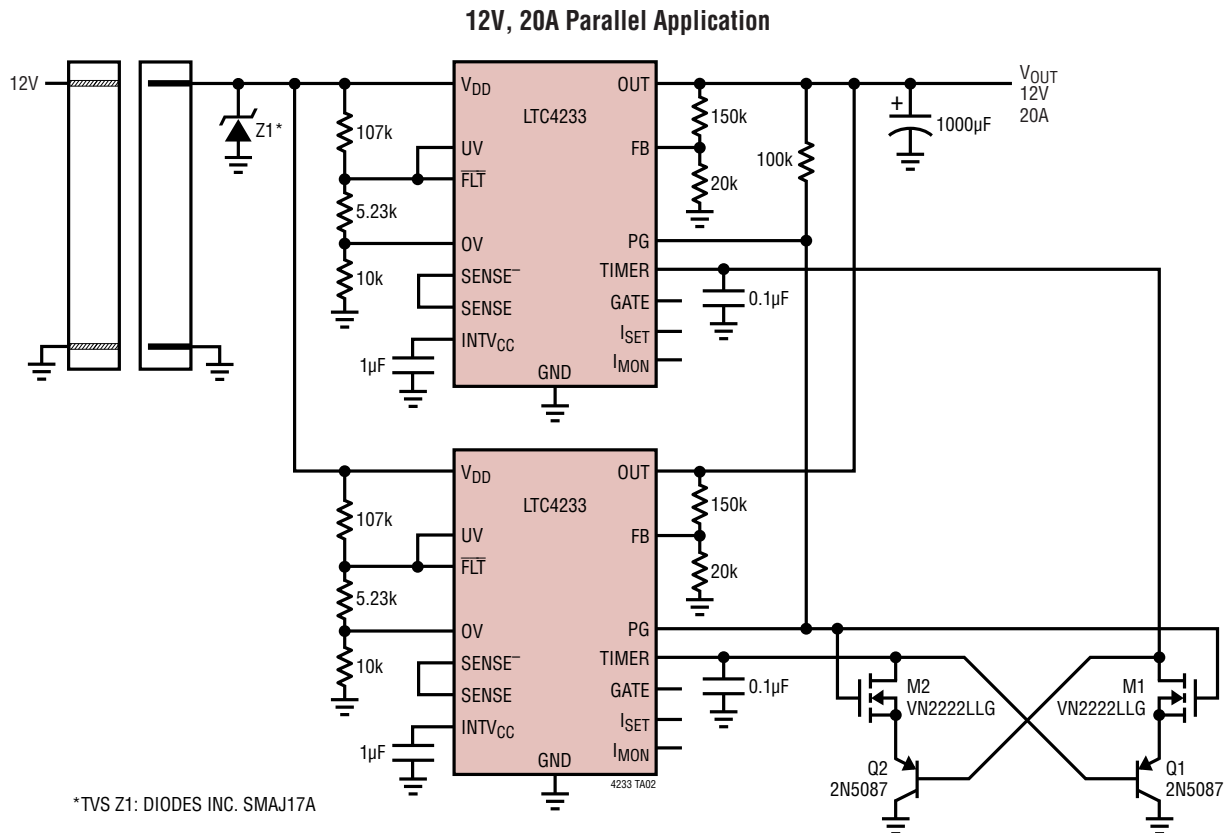 12V, 20A Parallel Application
12V
Z1*
107k
5.23k
10k
1µF
VDD
UV
FLT
OV
SENSE–
SENSE
INTVCC
LTC4233
GND
OUT
FB
PG
TIMER
GATE
ISET
IMON
150k
20k
100k
0.1µF
+
1000µF
VOUT
12V
20A
107k
5.23k
10k
1µF
VDD
UV
FLT
OV
SENSE–
SENSE
INTVCC
LTC4233
GND
OUT
FB
PG
TIMER
GATE
ISET
IMON
150k
20k
0.1µF
M2
VN2222LLG
M1
VN2222LLG
Q2
2N5087
Q1
2N5087
4233 TA02
*TVS Z1: DIODES INC. SMAJ17A